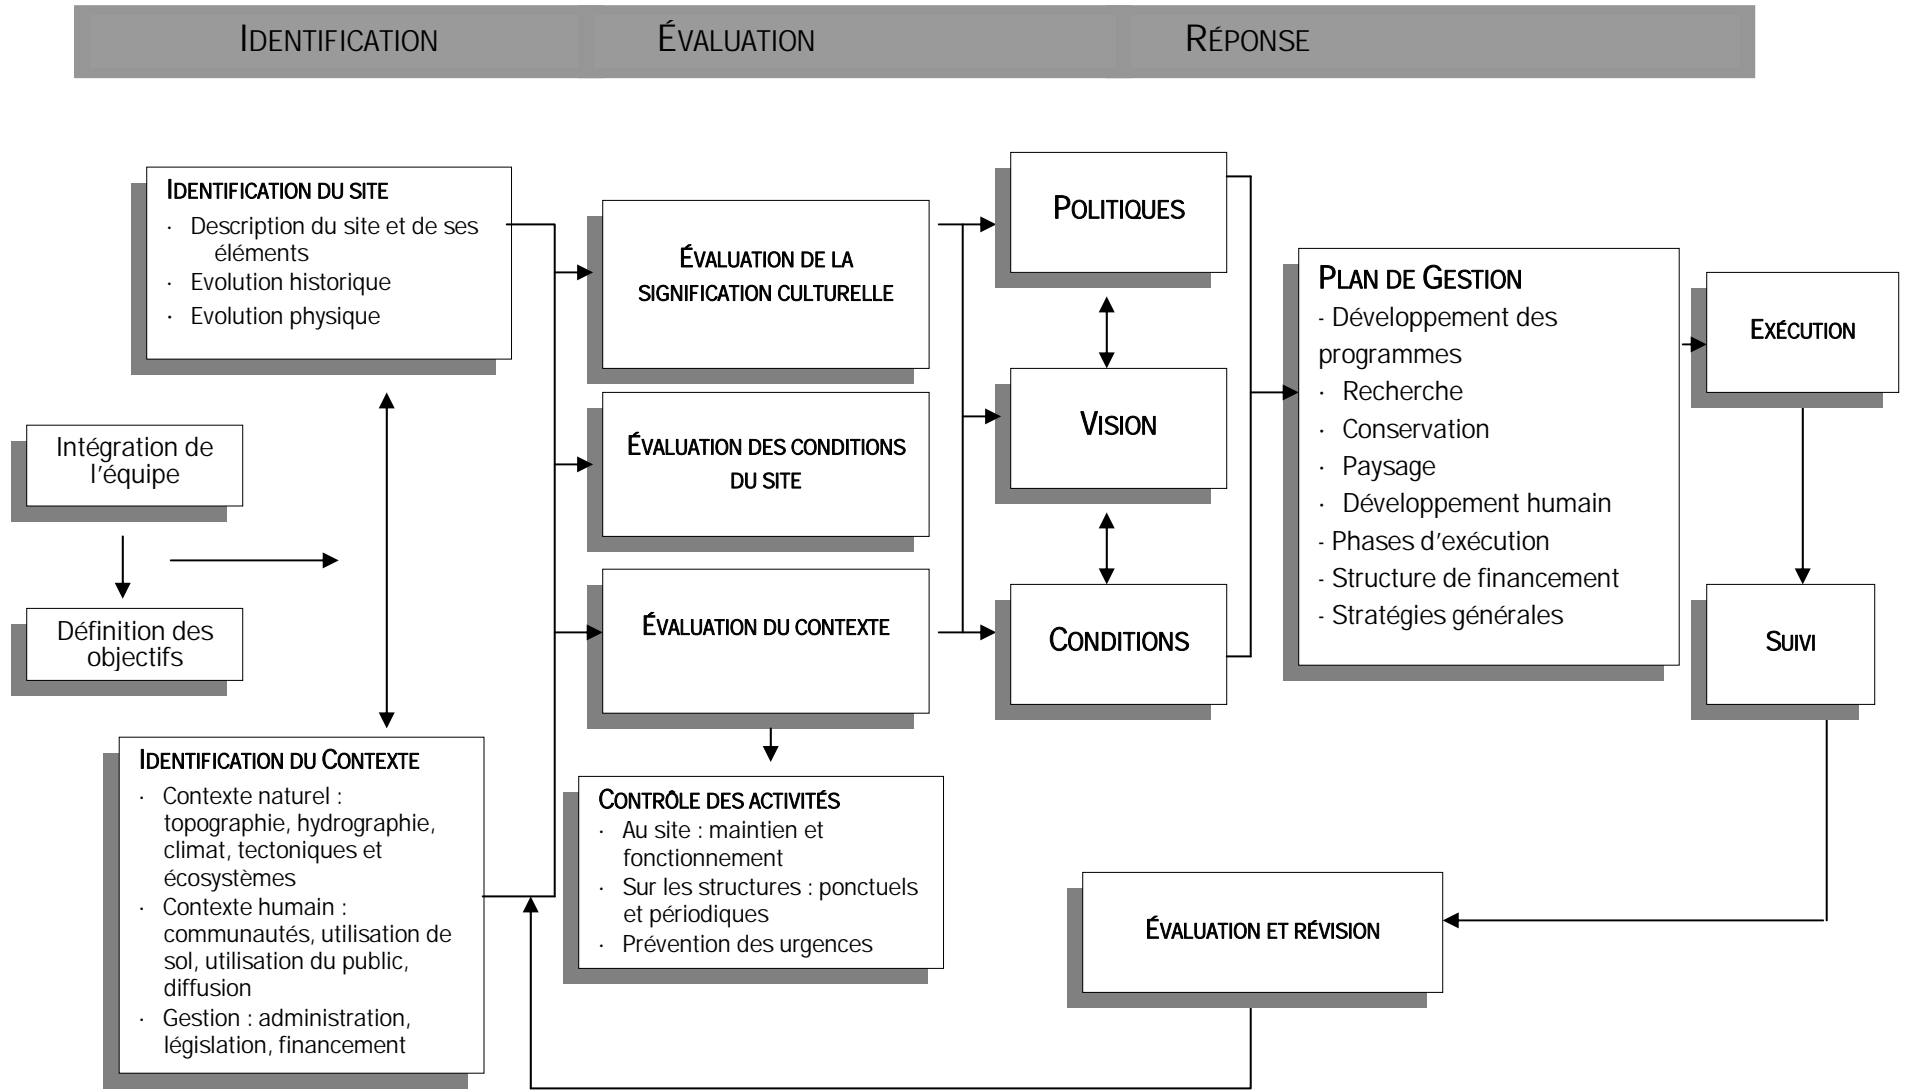 IDENTIFICATION
ÉVALUATION
RÉPONSE
IDENTIFICATION DU SITE
· Description du site et de ses
éléments
· Evolution historique
· Evolution physique
Intégration de
l'équipe
Définition des
objectifs
IDENTIFICATION DU CONTEXTE
· Contexte naturel :
topographie, hydrographie,
climat, tectoniques et
écosystèmes
· Contexte humain :
communautés, utilisation de
sol, utilisation du public,
diffusion
· Gestion : administration,
législation, financement
ÉVALUATION DE LA
SIGNIFICATION CULTURELLE
ÉVALUATION DES CONDITIONS
DU SITE
ÉVALUATION DU CONTEXTE
CONTRÔLE DES ACTIVITÉS
· Au site : maintien et
fonctionnement
· Sur les structures : ponctuels
et périodiques
· Prévention des urgences
POLITIQUES
VISION
CONDITIONS
PLAN DE GESTION
- Développement des
programmes
· Recherche
· Conservation
· Paysage
· Développement humain
- Phases d'exécution
- Structure de financement
- Stratégies générales
EXÉCUTION
SUIVI
ÉVALUATION ET RÉVISION